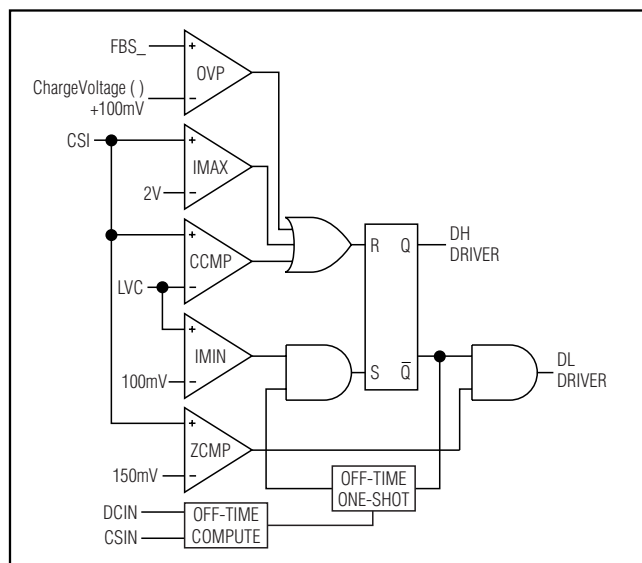 FBS_
+
OVP
ChargeVoltage ( )
+100mV
−
CSI
+
IMAX
2V
−
+
CCMP
LVC
−
R
Q
DH
DRIVER
+
IMIN
100mV
−
S
Q̅
DL
DRIVER
+
ZCMP
150mV
−
OFF-TIME
ONE-SHOT
DCIN
CSIN
OFF-TIME
COMPUTE